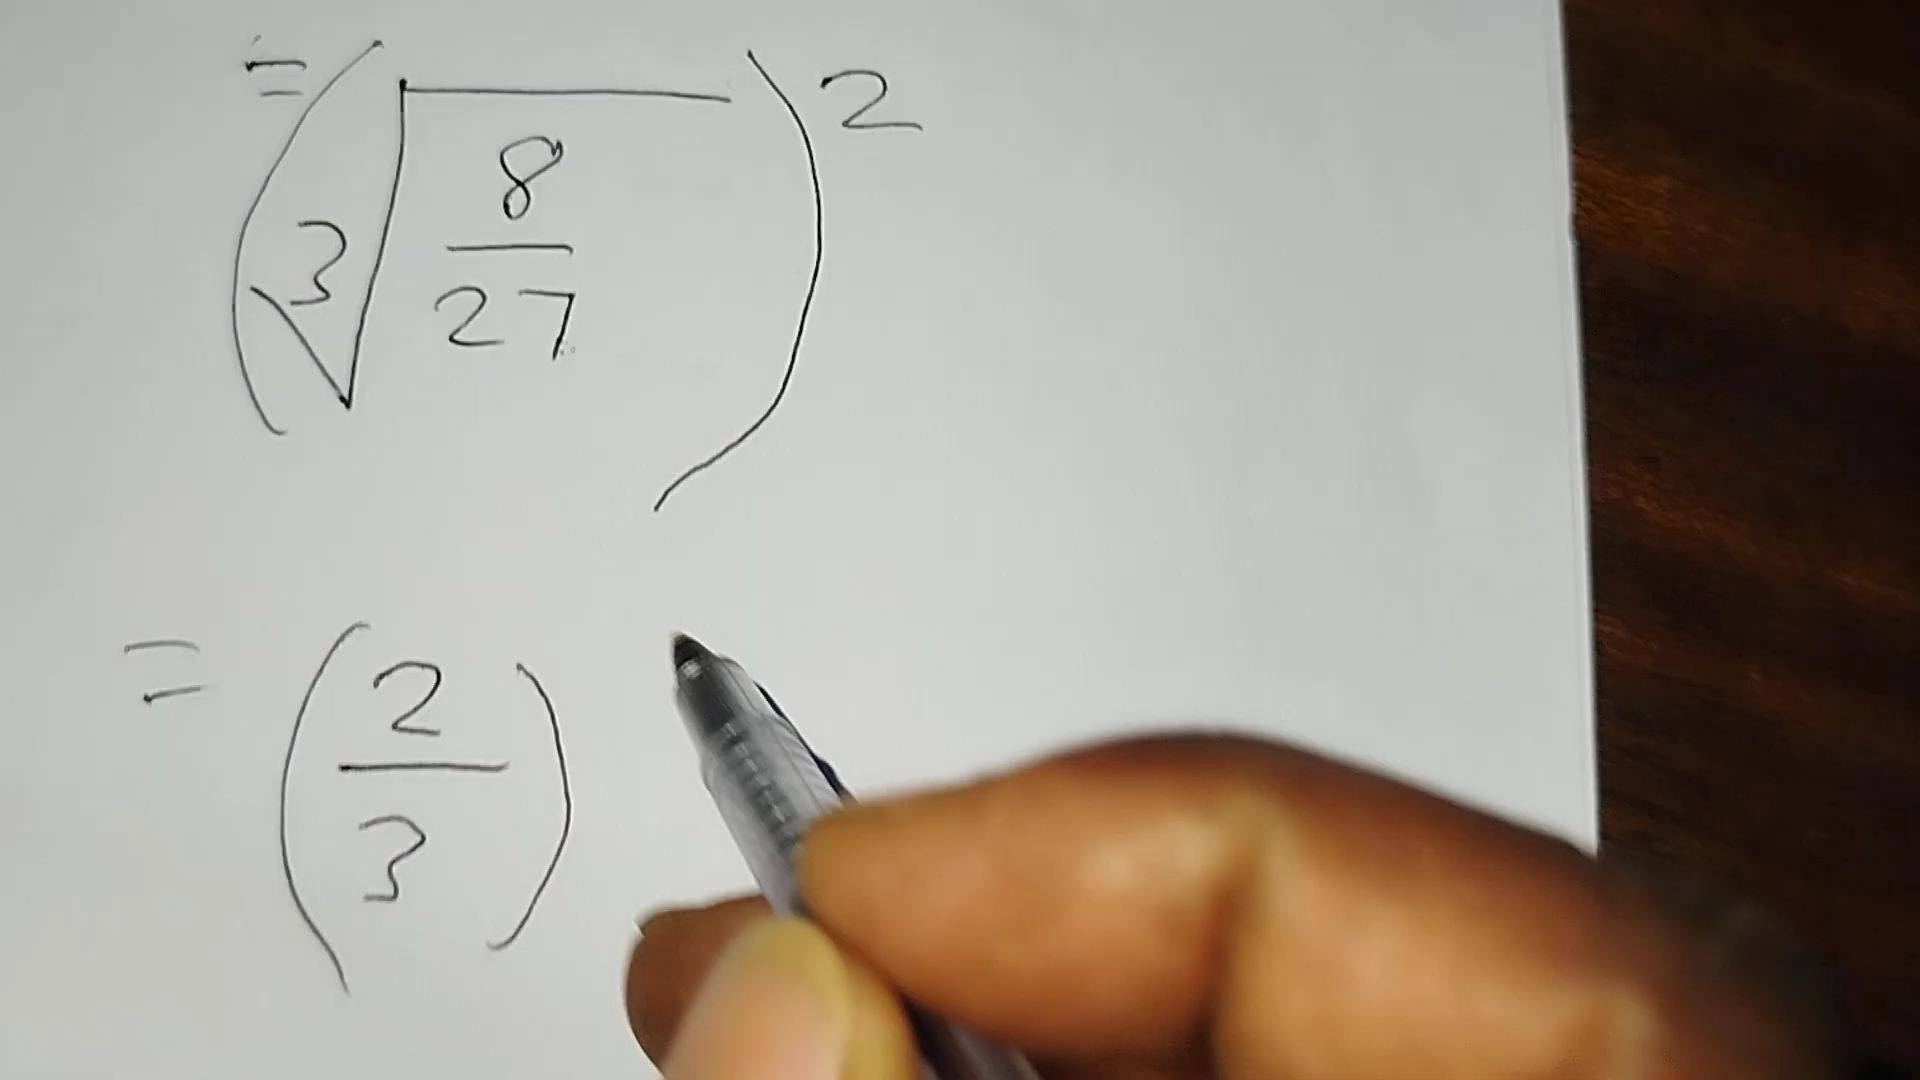 = (∛(8/27))²
= (2/3)